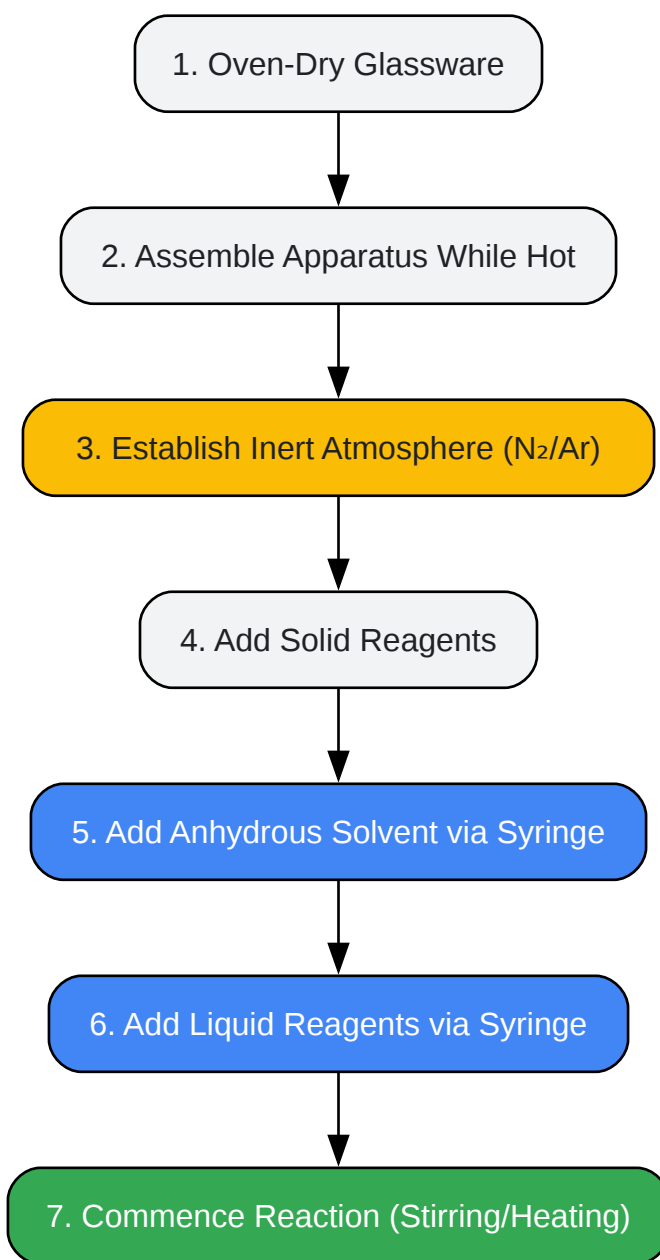 1. Oven-Dry Glassware
2. Assemble Apparatus While Hot
3. Establish Inert Atmosphere (N₂/Ar)
4. Add Solid Reagents
5. Add Anhydrous Solvent via Syringe
6. Add Liquid Reagents via Syringe
7. Commence Reaction (Stirring/Heating)